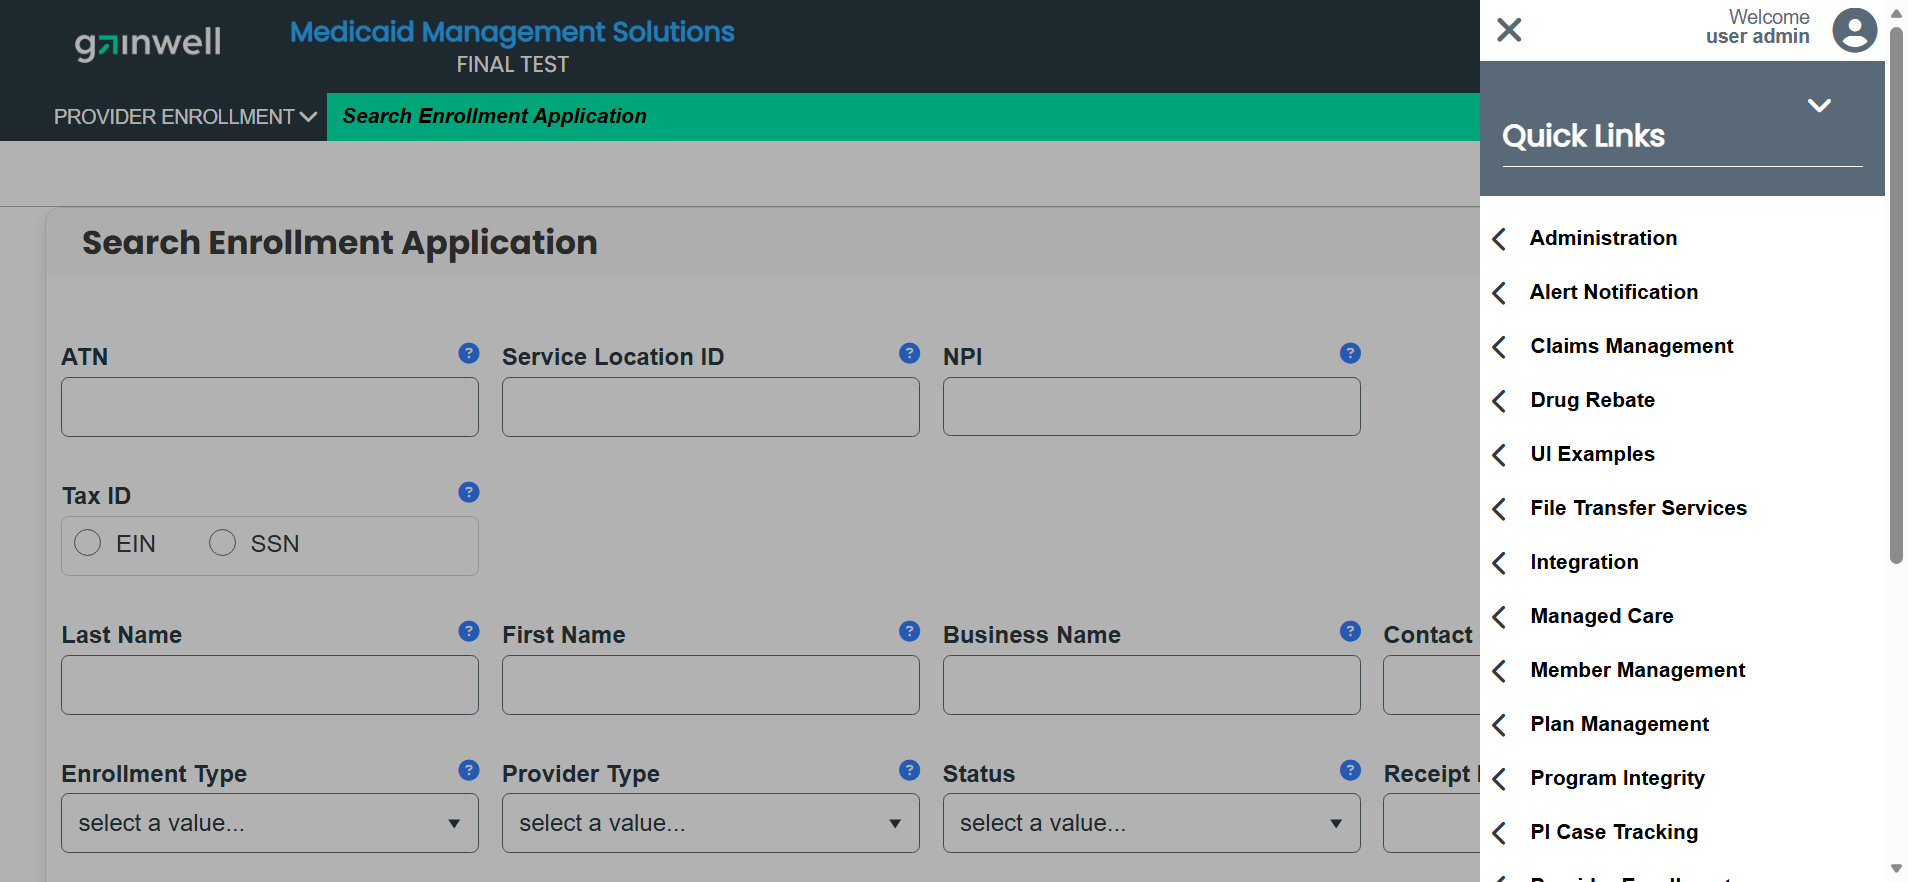 gainwell
Medicaid Management Solutions
FINAL TEST
Welcome
user admin
PROVIDER ENROLLMENT
Search Enrollment Application
Quick Links
Search Enrollment Application
ATN
Service Location ID
NPI
Tax ID
EIN
SSN
Last Name
First Name
Business Name
Contact
Enrollment Type
Provider Type
Status
Receipt
select a value...
select a value...
select a value...
Administration
Alert Notification
Claims Management
Drug Rebate
UI Examples
File Transfer Services
Integration
Managed Care
Member Management
Plan Management
Program Integrity
PI Case Tracking